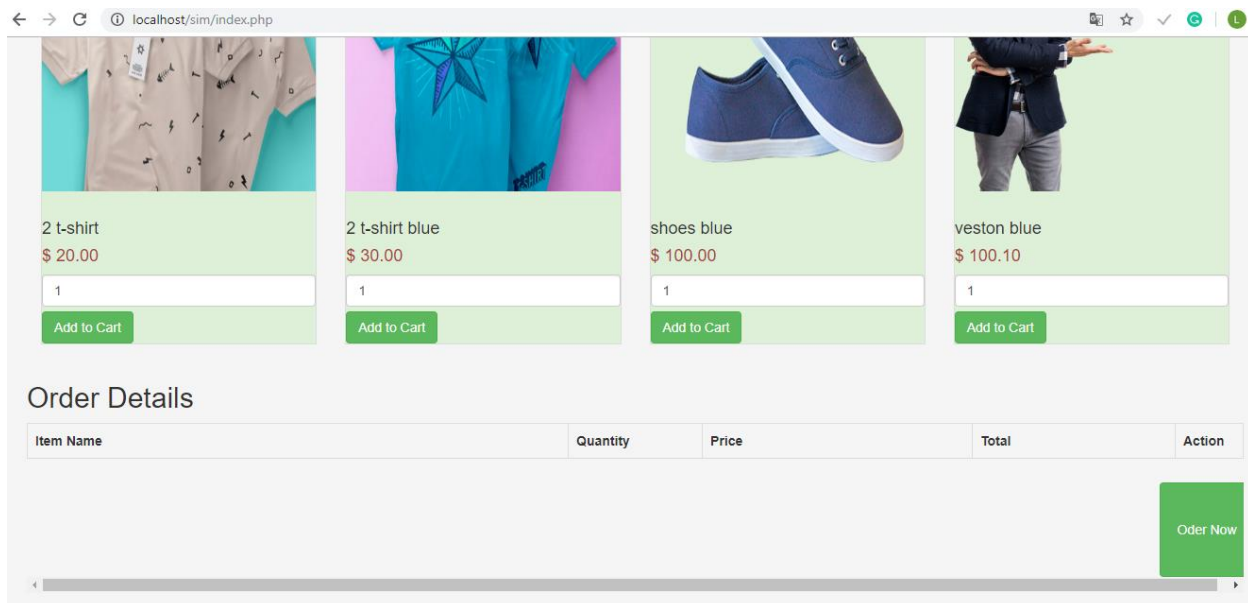 localhost/sim/index.php
L
T-SHIRT
2 t-shirt
2 t-shirt blue
shoes blue
veston blue
$ 20.00
$ 30.00
$ 100.00
$ 100.10
1
1
1
1
Add to Cart
Add to Cart
Add to Cart
Add to Cart
Order Details
Item Name
Quantity
Price
Total
Action
Oder Now